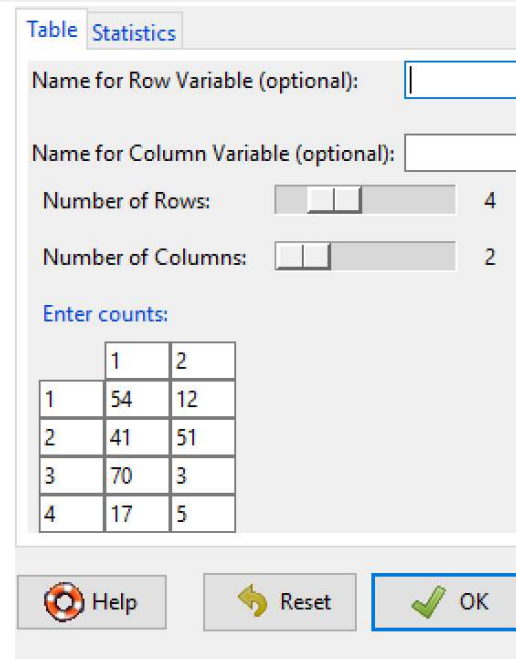 Table Statistics
Name for Row Variable (optional):
Name for Column Variable (optional):
Number of Rows: 4
Number of Columns: 2
Enter counts:
1 2
1 54 12
2 41 51
3 70 3
4 17 5
Help Reset OK